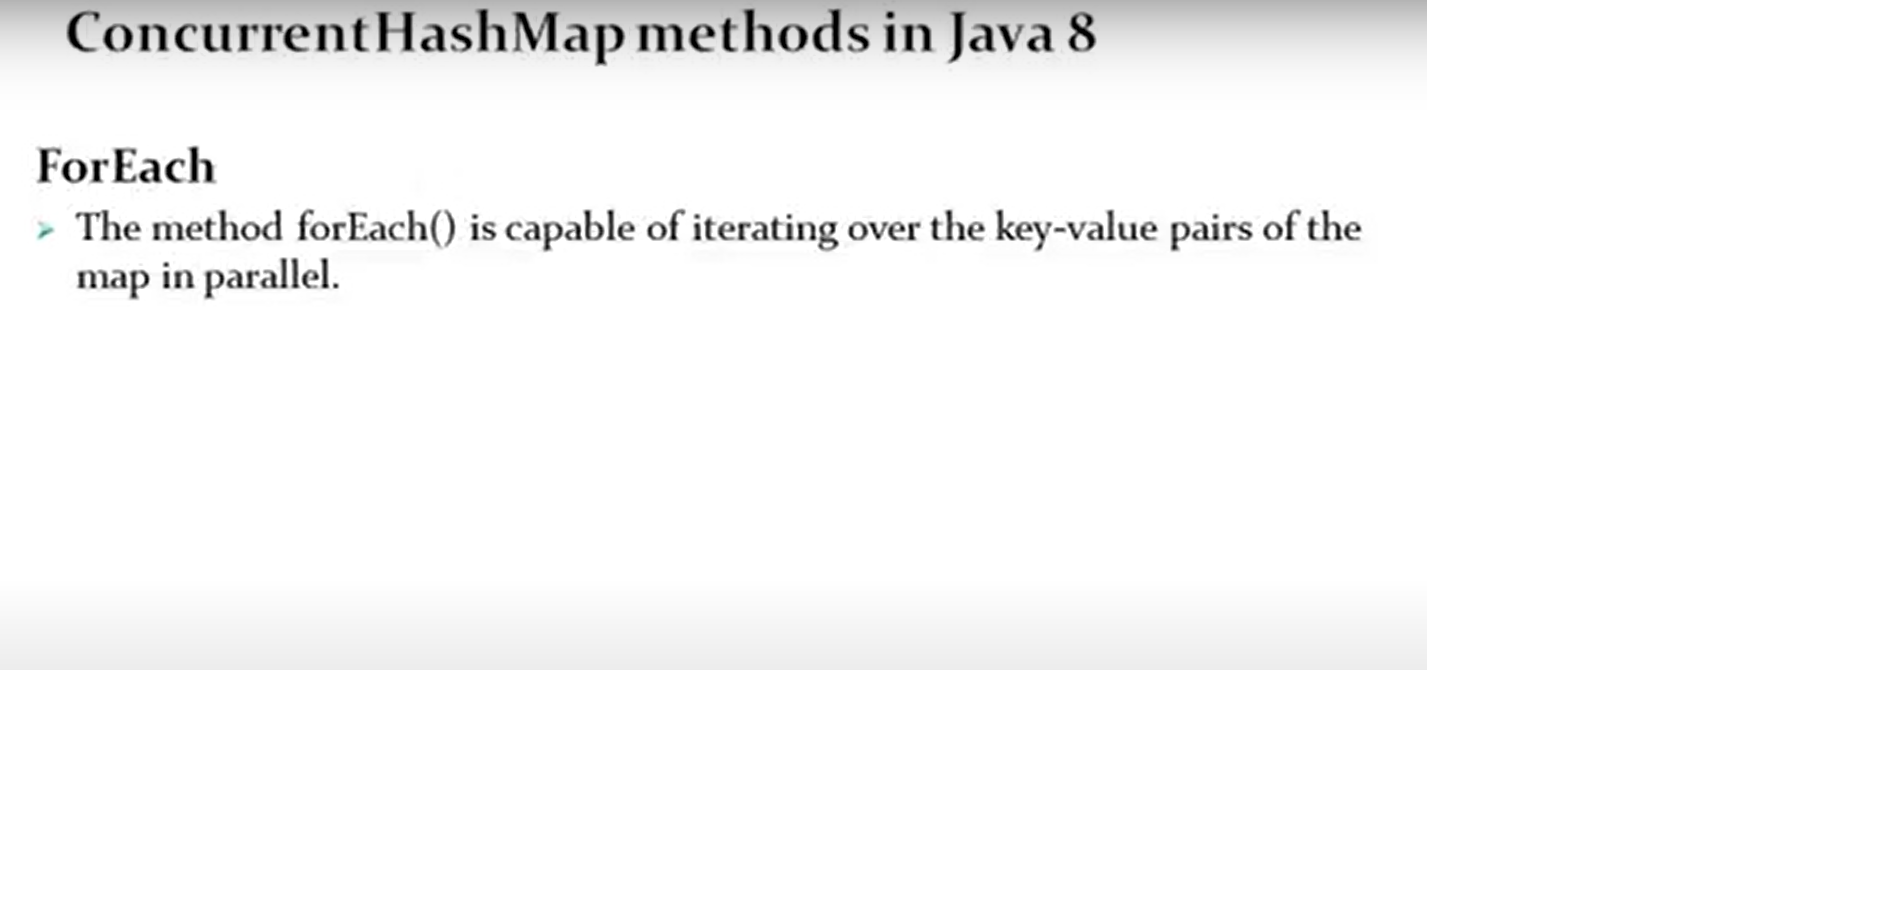 ConcurrentHashMap methods in Java 8
ForEach
➢ The method forEach() is capable of iterating over the key-value pairs of the
map in parallel.